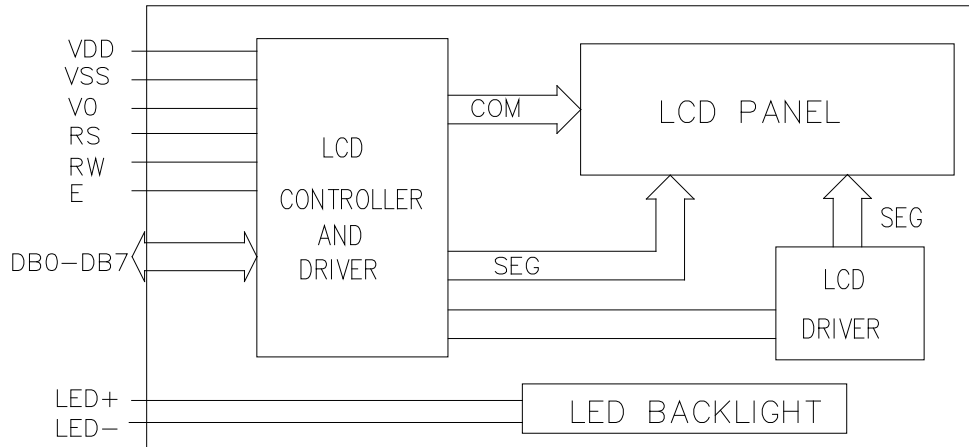 VDD
VSS
V0
RS
RW
E
DB0-DB7
LED+
LED-
LCD
CONTROLLER
AND
DRIVER
COM
SEG
LCD PANEL
SEG
LCD
DRIVER
LED BACKLIGHT